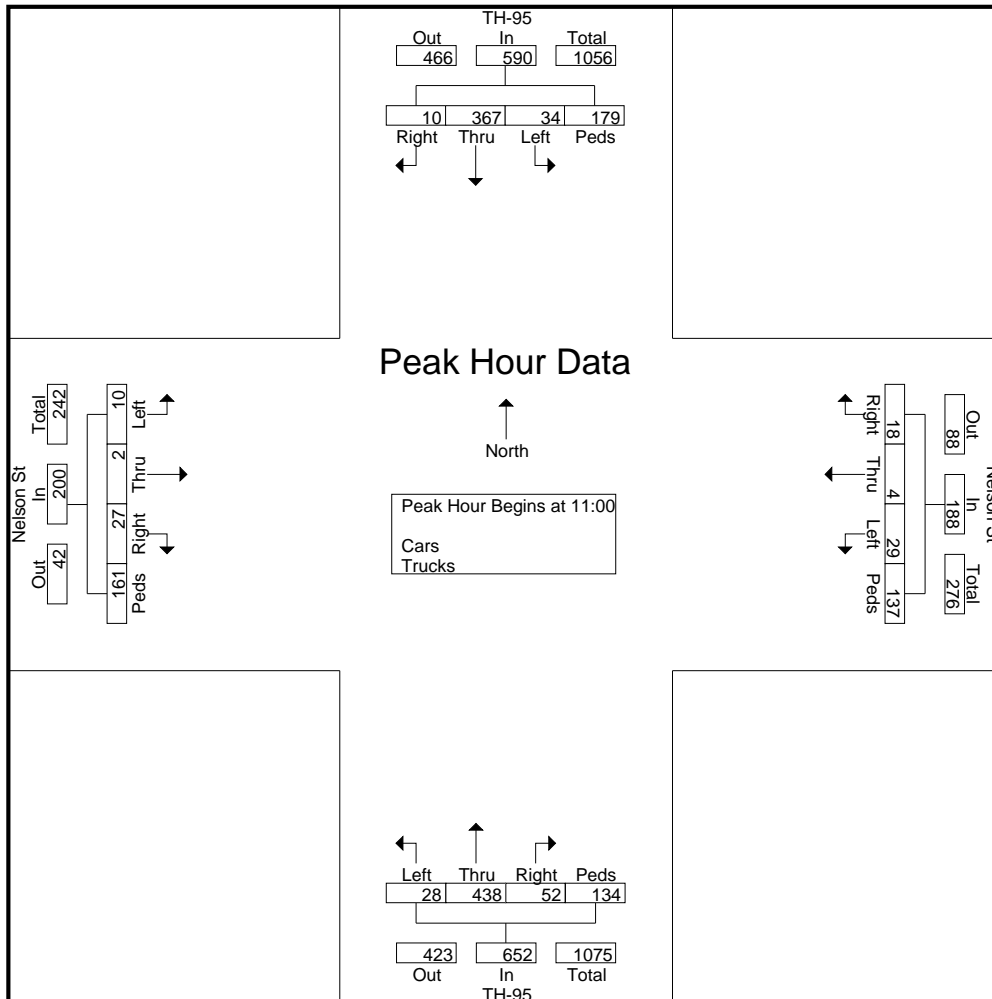 TH-95
Out In Total
466 590 1056
10 367 34 179
Right Thru Left Peds
Peak Hour Data
North
Peak Hour Begins at 11:00
Cars
Trucks
Nelson St
Total In Out
242 200 42
10 2 27 161
Left Thru Right Peds
Right Thru Left Peds
18 4 29 137
Out In Total
88 188 276
Nelson St
Left Thru Right Peds
28 438 52 134
423 652 1075
Out In Total
TH-95